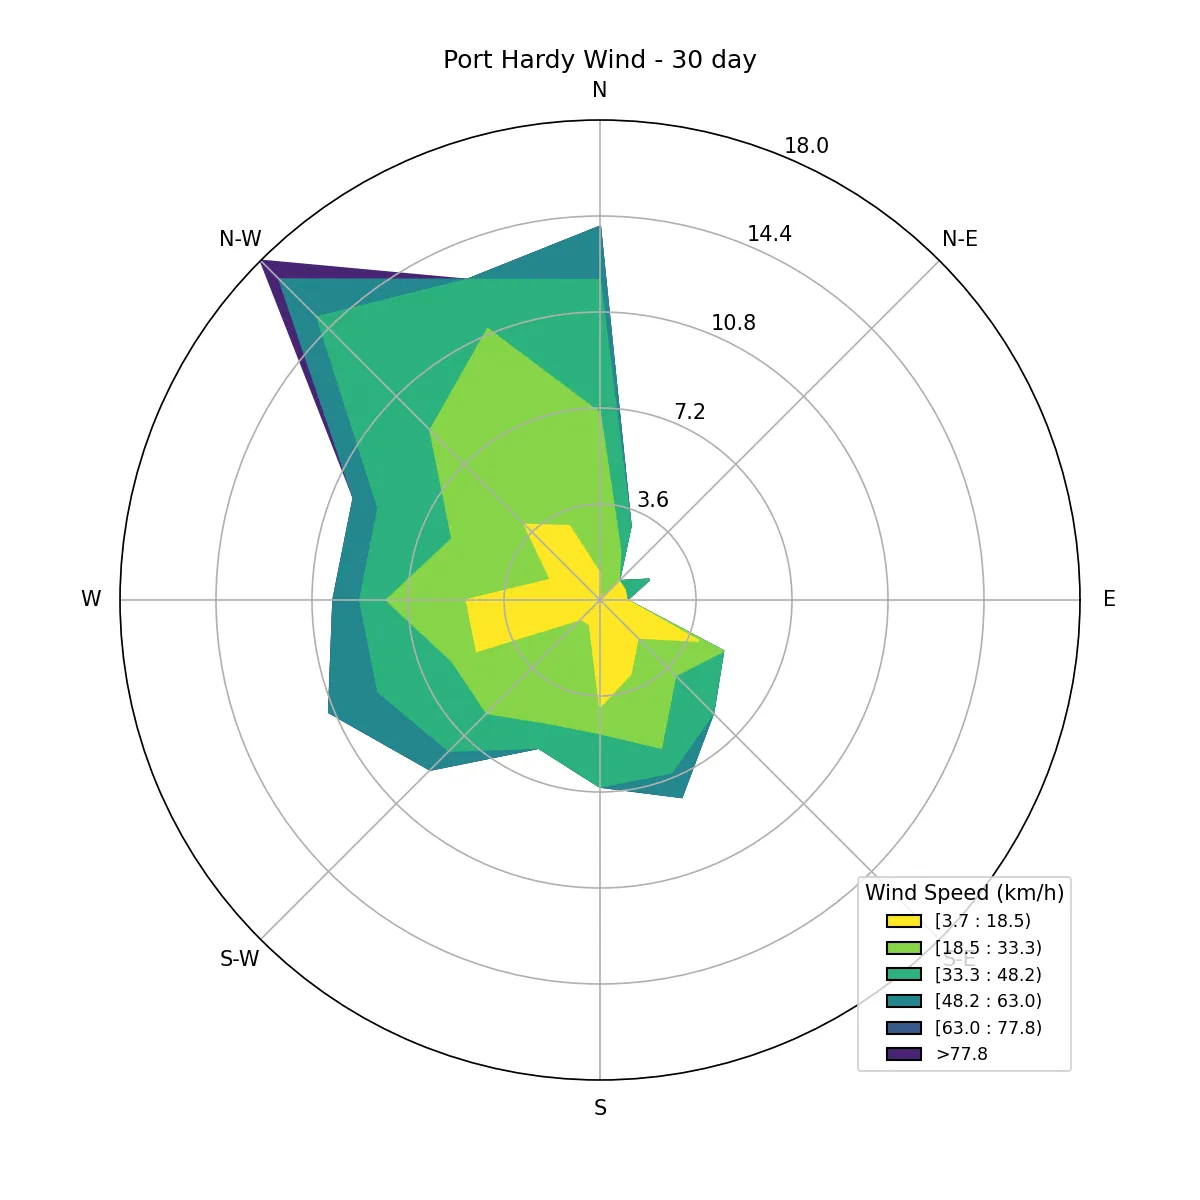 Port Hardy Wind - 30 day
N
18.0
N-W
14.4
N-E
10.8
7.2
3.6
W
E
Wind Speed (km/h)
[3.7 : 18.5)
[18.5 : 33.3)
S-W
S-E
[33.3 : 48.2)
[48.2 : 63.0)
[63.0 : 77.8)
>77.8
S